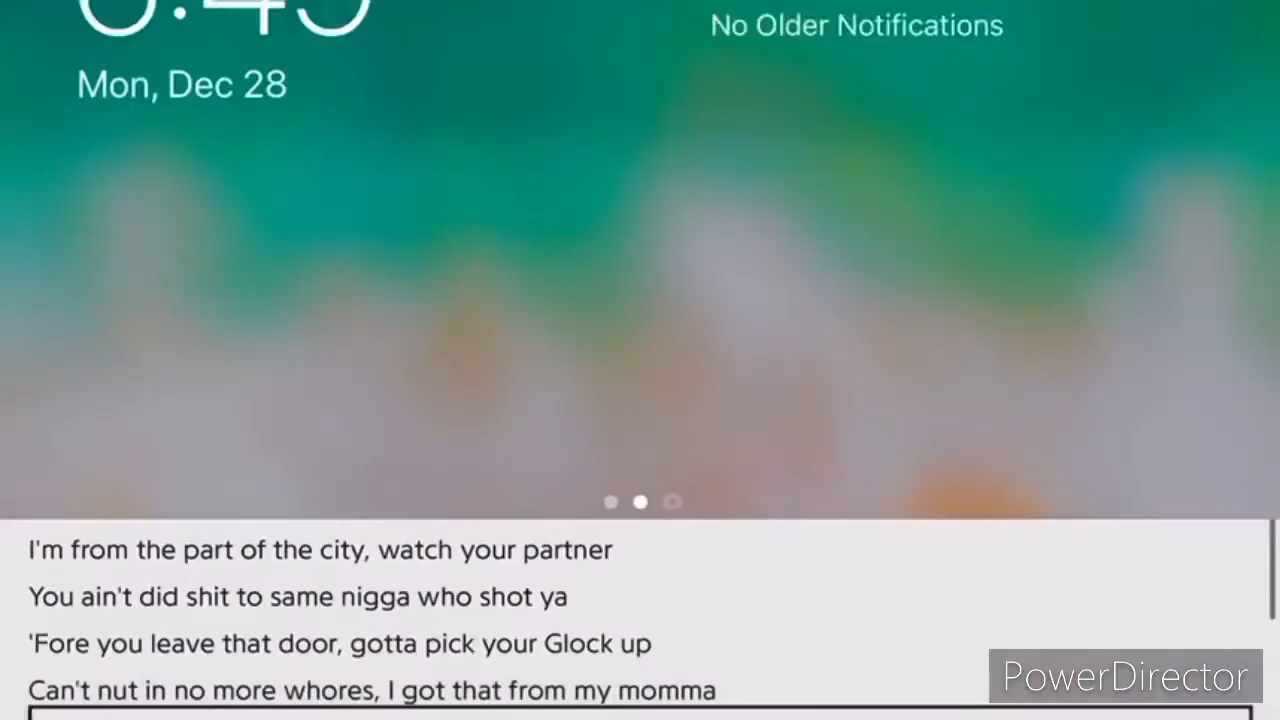 No Older Notifications
Mon, Dec 28
I'm from the part of the city, watch your partner
You ain't did shit to same nigga who shot ya
'Fore you leave that door, gotta pick your Glock up
Can't nut in no more whores, I got that from my momma
PowerDirector